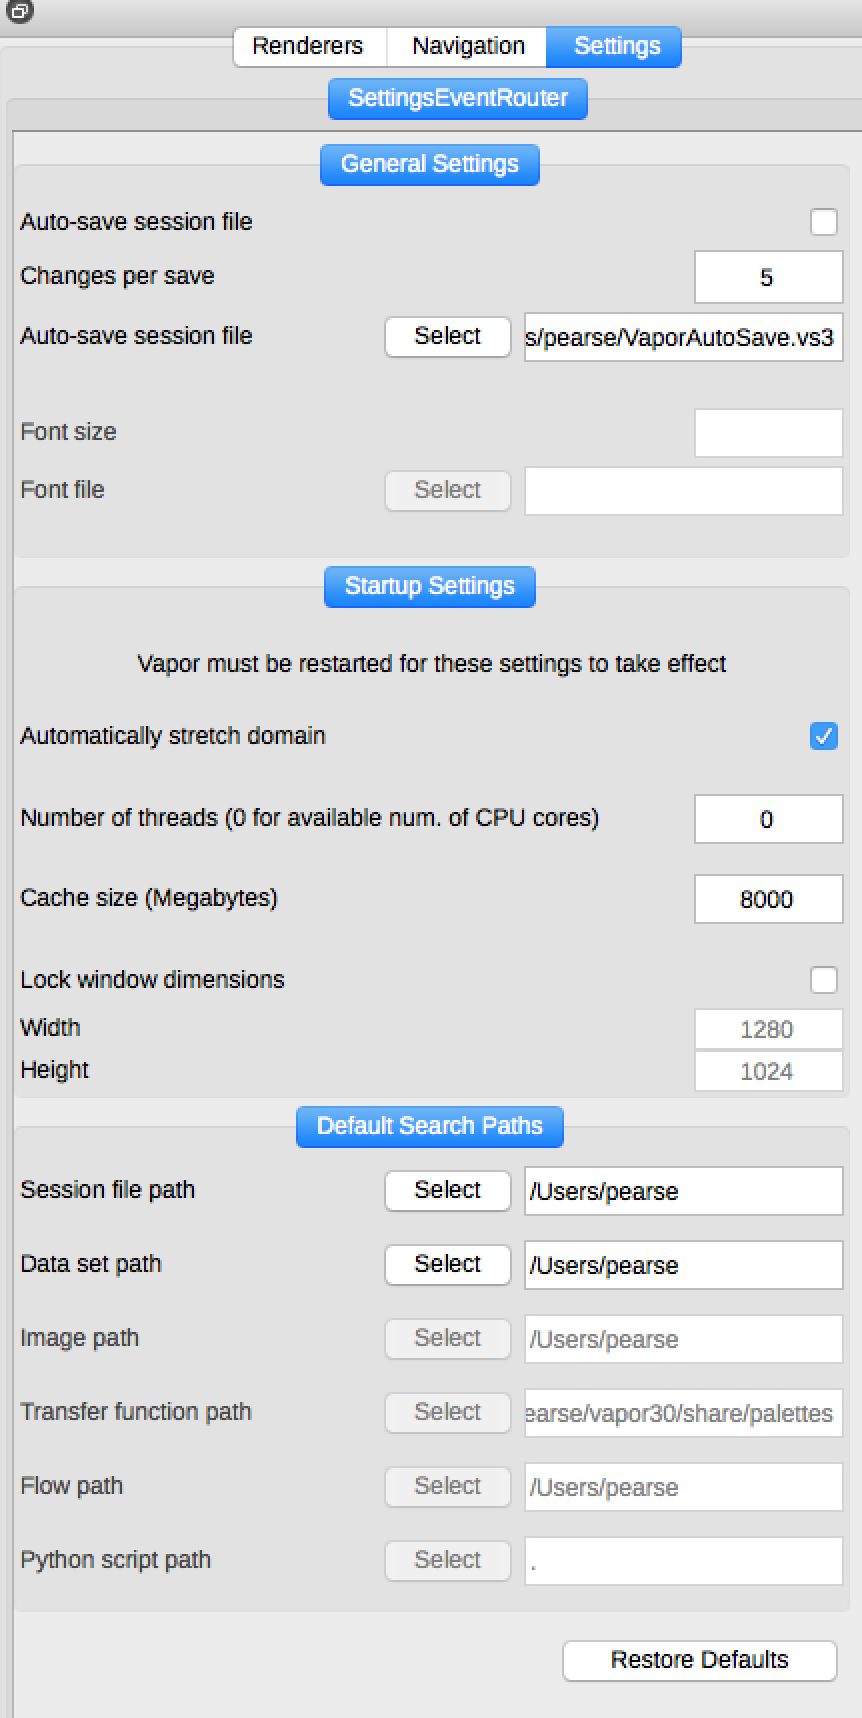 Renderers Navigation Settings
SettingsEventRouter
General Settings
Auto-save session file
Changes per save 5
Auto-save session file Select s/pearse/VaporAutoSave.vs3
Font size
Font file Select
Startup Settings
Vapor must be restarted for these settings to take effect
Automatically stretch domain
Number of threads (0 for available num. of CPU cores) 0
Cache size (Megabytes) 8000
Lock window dimensions
Width 1280
Height 1024
Default Search Paths
Session file path Select /Users/pearse
Data set path Select /Users/pearse
Image path Select /Users/pearse
Transfer function path Select earse/vapor30/share/palettes
Flow path Select /Users/pearse
Python script path Select .
Restore Defaults